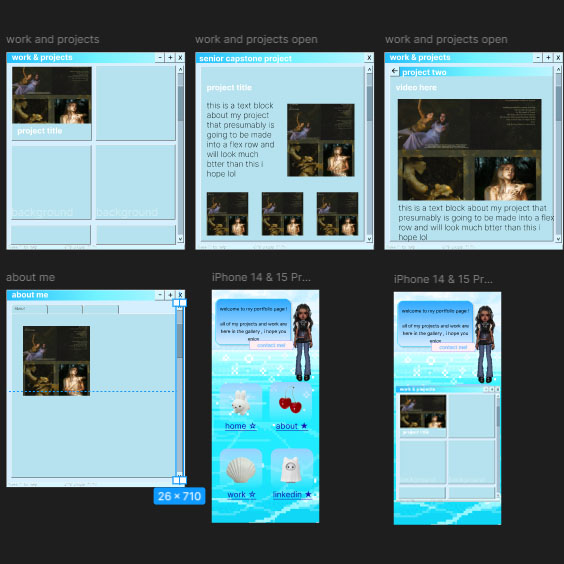 work and projects
work and projects open
work and projects open
work & projects
− + x
project title
background
background
senior capstone project
x
project title
this is a text block
about my project
that presumably is
going to be made
into a flex row and
will look much
btter than this i
hope lol
work & projects
− + x
project two
video here
this is a text block about my project that
presumably is going to be made into a flex
row and will look much btter than this i
hope lol
about me
iPhone 14 & 15 Pr...
iPhone 14 & 15 Pr...
about me
− + x
About
26 × 710
welcome to my portfolio page !
all of my projects and work are
here in the gallery , i hope you
enjoy
contact me!
home ☆
about ★
work ☆
linkedin ★
welcome to my portfolio page !
all of my projects and work are
here in the gallery , i hope you
enjoy
contact me!
work & projects
project title
background
background